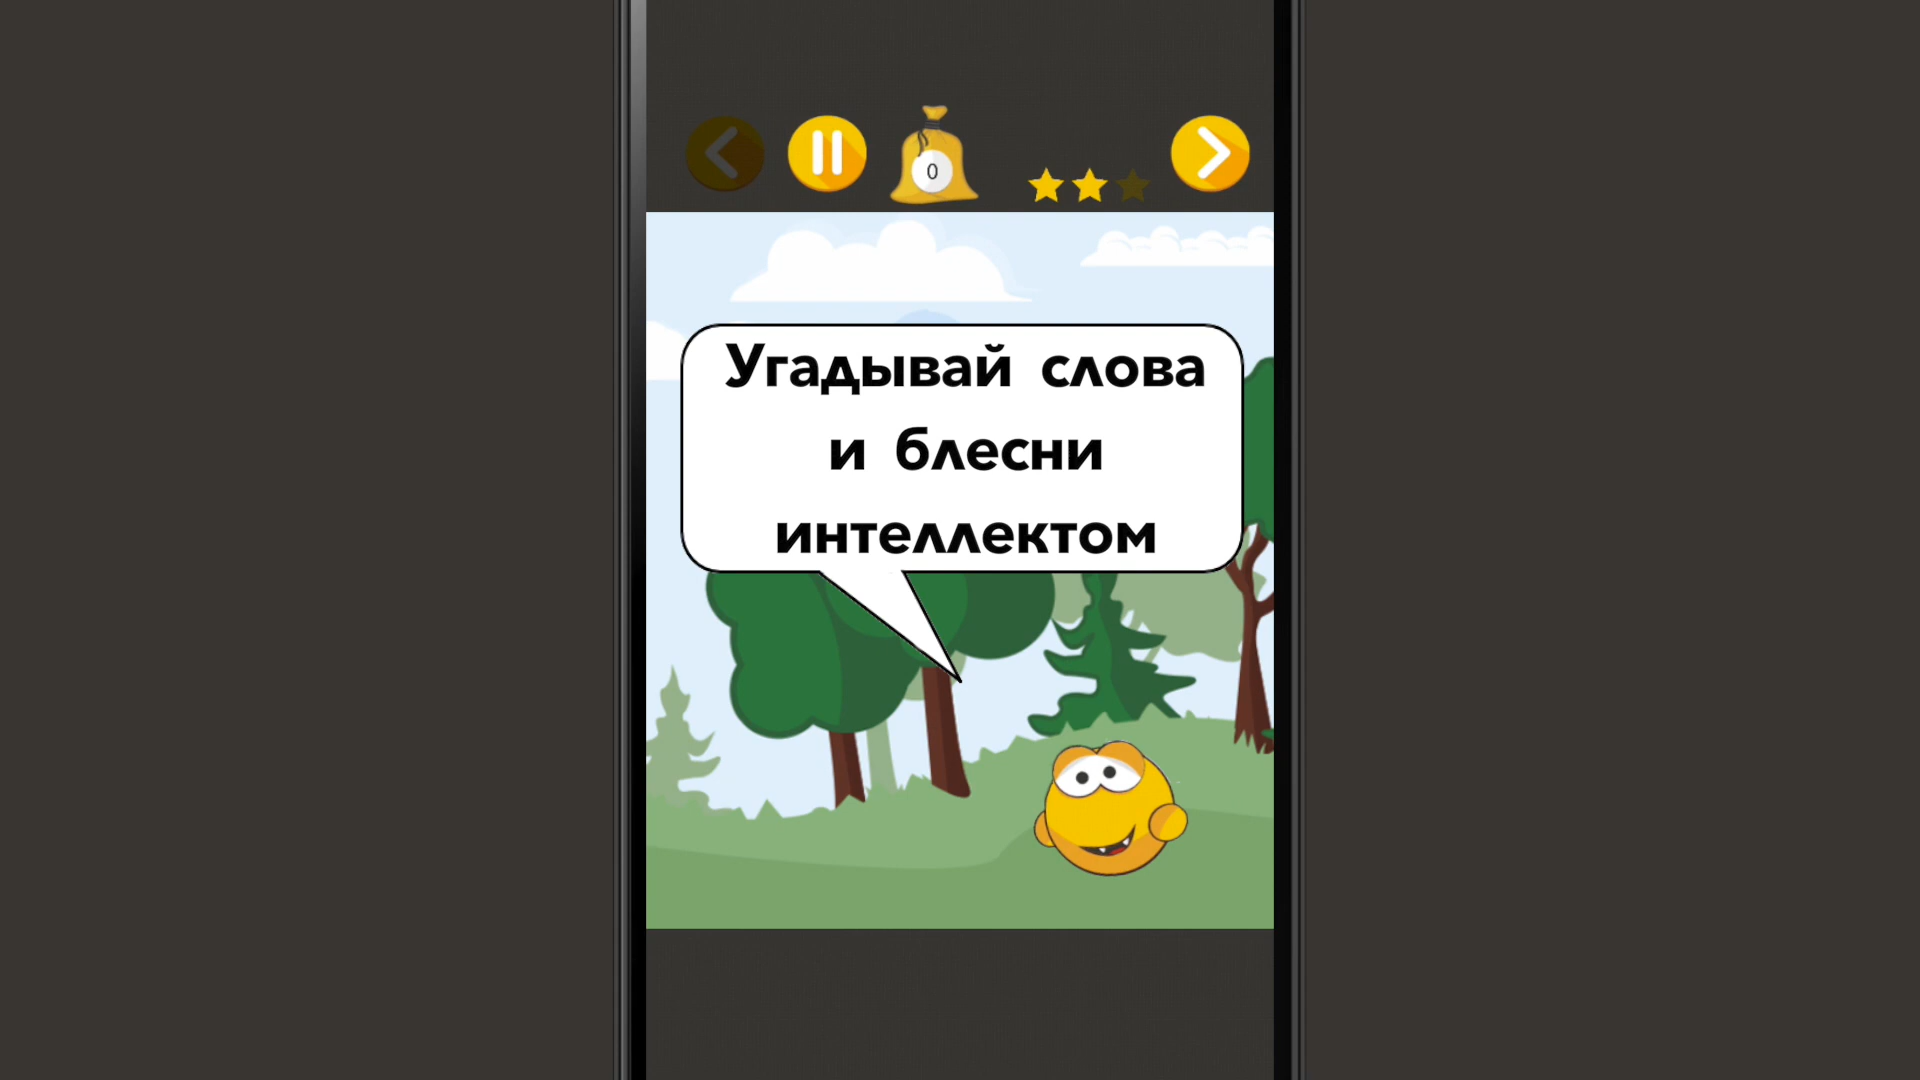 0
Угадывай слова
и блесни
интеллектом